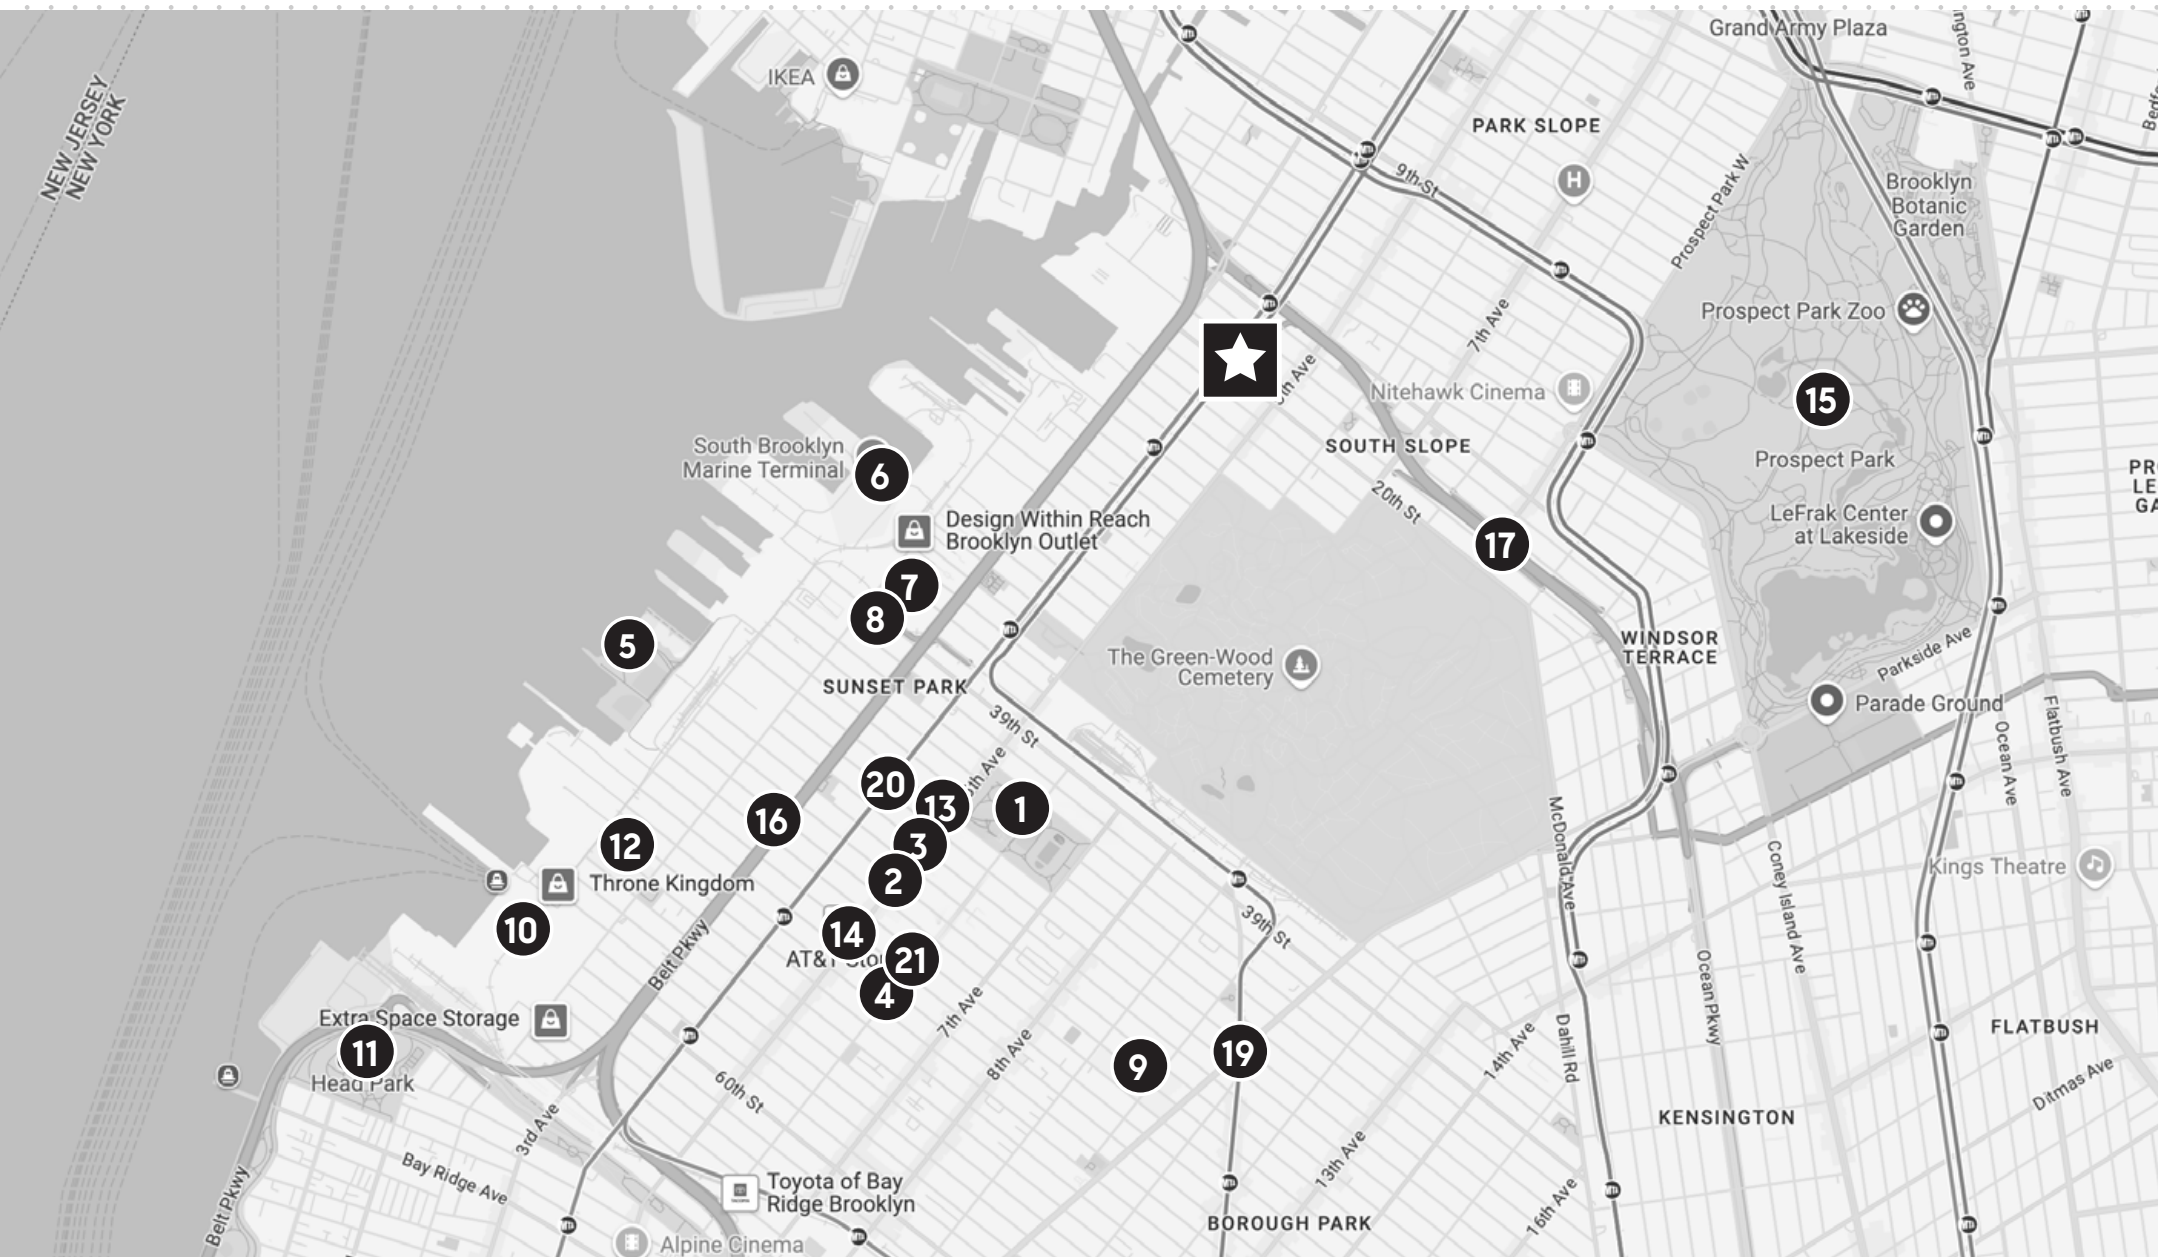 Grand Army Plaza
ington Ave
IKEA
NEW JERSEY
NEW YORK
PARK SLOPE
9th St
H
Prospect Park W
Brooklyn
Botanic
Garden
Prospect Park Zoo
7th Ave
Nitehawk Cinema
15
South Brooklyn
Marine Terminal
6
SOUTH SLOPE
Prospect Park
20th St
Design Within Reach
Brooklyn Outlet
LeFrak Center
at Lakeside
17
7
8
5
WINDSOR
TERRACE
Parkside Ave
The Green-Wood
Cemetery
SUNSET PARK
Parade Ground
39th St
Flatbush Ave
Ocean Ave
20
13
1
16
12
3
2
McDonald Ave
Coney Island Ave
Kings Theatre
Throne Kingdom
10
14
21
4
AT&T
39th St
Belt Pkwy
7th Ave
8th Ave
Ocean Pkwy
Extra Space Storage
11
Head Park
9
19
14th Ave
Dahill Rd
FLATBUSH
Ditmas Ave
60th St
3rd Ave
KENSINGTON
Bay Ridge Ave
13th Ave
16th Ave
Belt Pkwy
Toyota of Bay
Ridge Brooklyn
BOROUGH PARK
Alpine Cinema